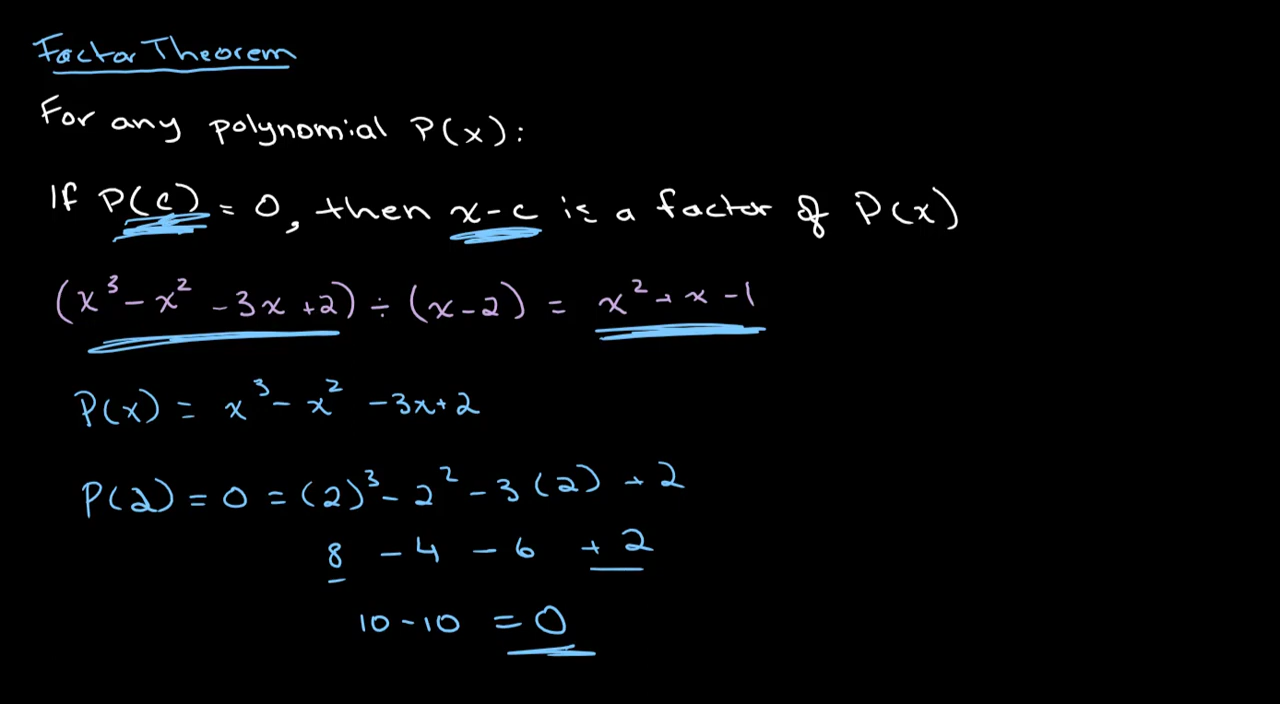 Factor Theorem
For any polynomial P(x):
If P(c) = 0, then x-c is a factor of P(x)
(x³ - x² - 3x + 2) ÷ (x - 2) = x² + x - 1
P(x) = x³ - x² - 3x + 2
P(2) = 0 = (2)³ - 2² - 3(2) + 2
8 - 4 - 6 + 2
10 - 10 = 0